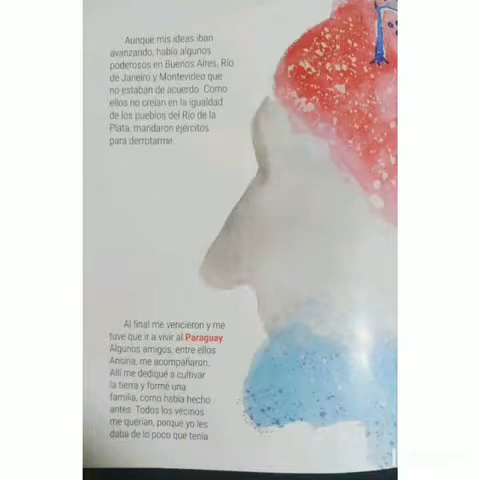 Aunque mis ideas iban
avanzando, había algunos
poderosos en Buenos Aires, Río
de Janeiro y Montevideo que
no estaban de acuerdo. Como
ellos no creían en la igualdad
de los pueblos del Río de la
Plata, mandaron ejércitos
para derrotarme.
Al final me vencieron y me
tuve que ir a vivir al Paraguay
Algunos amigos, entre ellos
Ansina, me acompañaron.
Allí me dediqué a cultivar
la tierra y formé una
familia, como había hecho
antes. Todos los vecinos
me querían, porque yo les
daba de lo poco que tenía